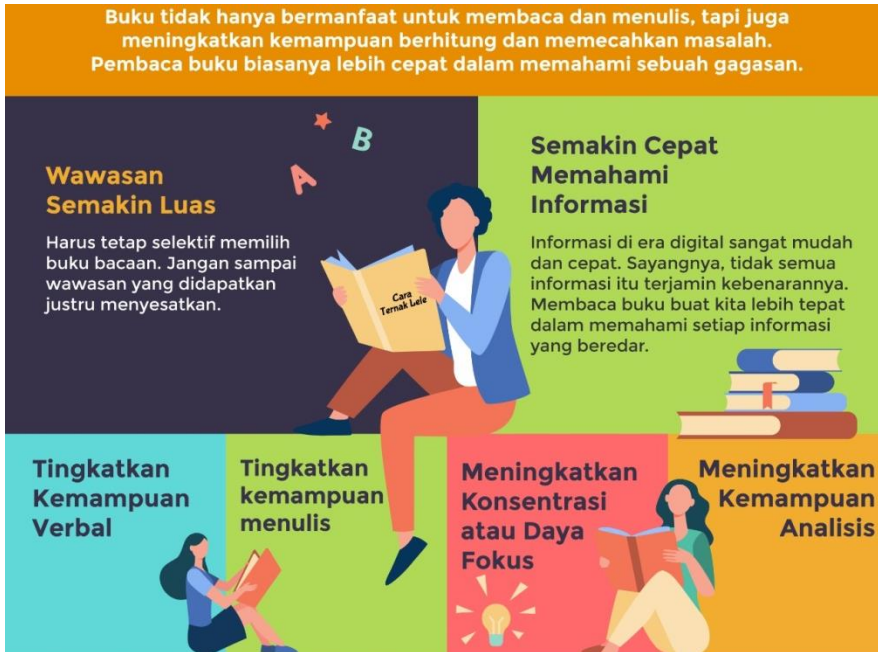 Buku tidak hanya bermanfaat untuk membaca dan menulis, tapi juga
meningkatkan kemampuan berhitung dan memecahkan masalah.
Pembaca buku biasanya lebih cepat dalam memahami sebuah gagasan.
A
B
Wawasan
Semakin Luas
Harus tetap selektif memilih
buku bacaan. Jangan sampai
wawasan yang didapatkan
justru menyesatkan.
Cara
Ternak Lele
Semakin Cepat
Memahami
Informasi
Informasi di era digital sangat mudah
dan cepat. Sayangnya, tidak semua
informasi itu terjamin kebenarannya.
Membaca buku buat kita lebih tepat
dalam memahami setiap informasi
yang beredar.
Tingkatkan
Kemampuan
Verbal
Tingkatkan
kemampuan
menulis
Meningkatkan
Konsentrasi
atau Daya
Fokus
Meningkatkan
Kemampuan
Analisis